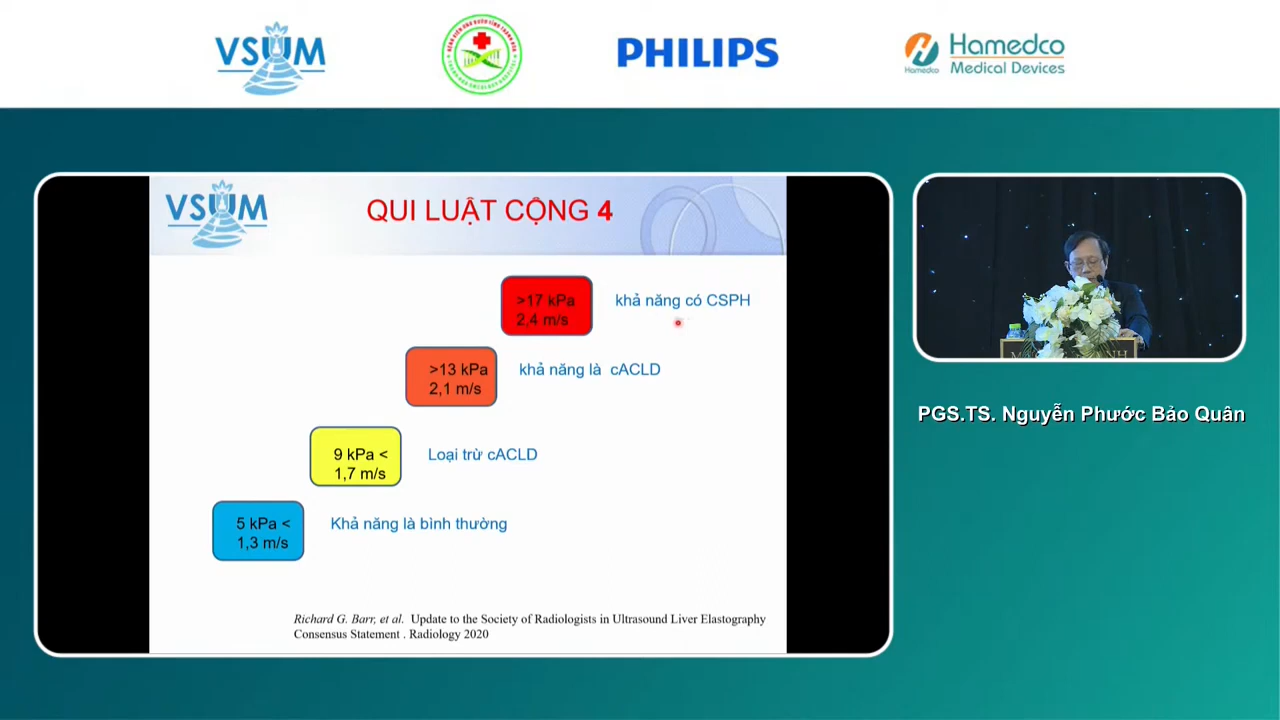 VSUM
PHILIPS
Hamedco
Hamedco
Medical Devices
VSUM
QUI LUẬT CỘNG 4
>17 kPa
2,4 m/s
khả năng có CSPH
>13 kPa
2,1 m/s
khả năng là cACLD
9 kPa <
1,7 m/s
Loại trừ cACLD
5 kPa <
1,3 m/s
Khả năng là bình thường
Richard G. Barr, et al. Update to the Society of Radiologists in Ultrasound Liver Elastography
Consensus Statement . Radiology 2020
PGS.TS. Nguyễn Phước Bảo Quân